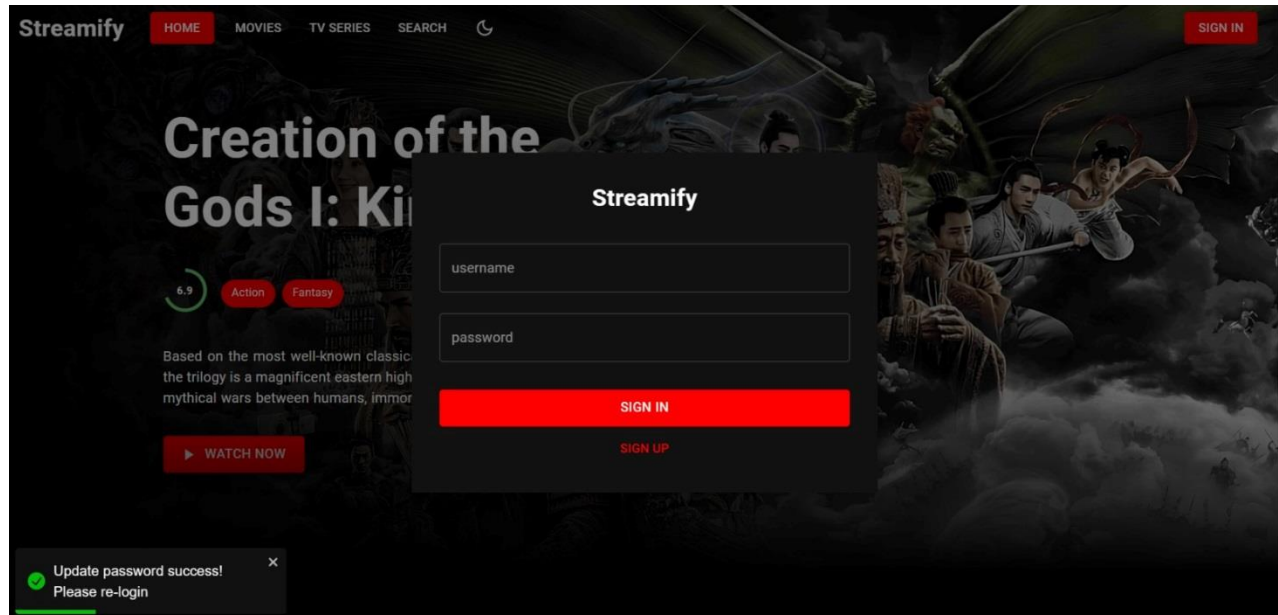 Streamify
HOME
MOVIES
TV SERIES
SEARCH
SIGN IN
Creation of the
Gods I: Ki
6.9
Action
Fantasy
Based on the most well-known classic
the trilogy is a magnificent eastern high
mythical wars between humans, immor
WATCH NOW
Streamify
username
password
SIGN IN
SIGN UP
Update password success!
Please re-login